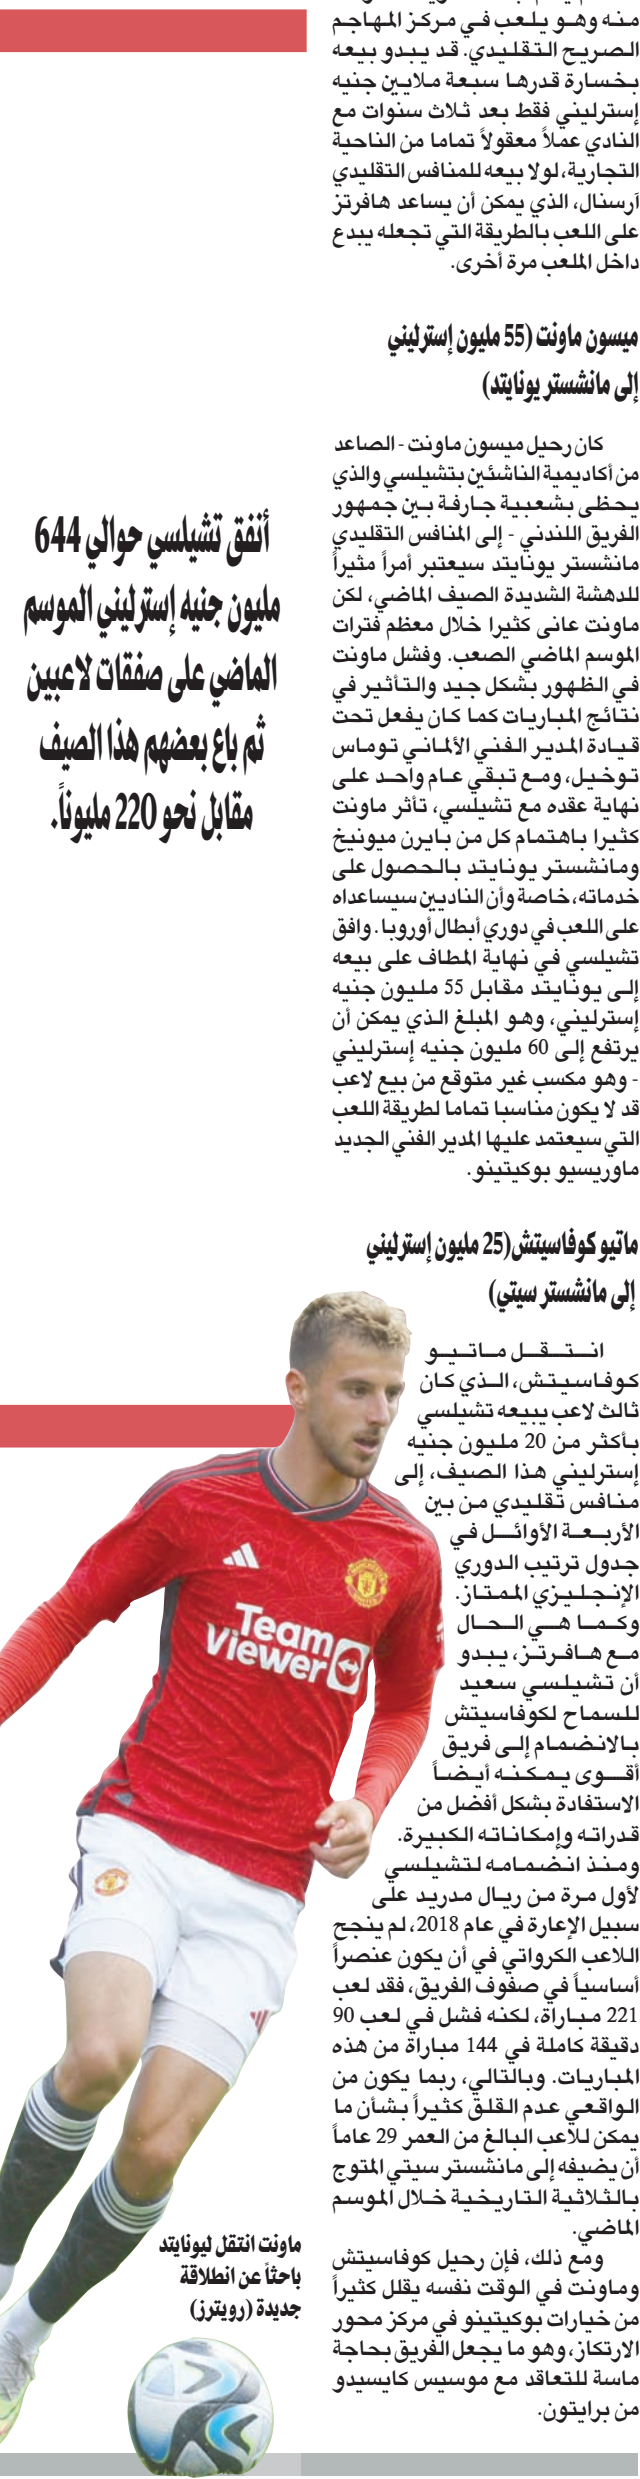 منه وهو يلعب في مركز المهاجم
الصريح التقليدي. قد يبدو بيعه
بخسارة قدرها سبعة ملايين جنيه
إسترليني فقط بعد ثلاث سنوات مع
النادي عملاً معقولاً تماما من الناحية
التجارية، لولا بيعه للمنافس التقليدي
آرسنال، الذي يمكن أن يساعد هافرتز
على اللعب بالطريقة التي تجعله يبدع
داخل الملعب مرة أخرى.
ميسون ماونت (55 مليون إسترليني
إلى مانشستر يونايتد)
كان رحيل ميسون ماونت - الصاعد
من أكاديمية الناشئين بتشيلسي والذي
يحظى بشعبية جارفة بين جمهور
الفريق اللندني - إلى المنافس التقليدي
مانشستر يونايتد سيعتبر أمراً مثيراً
للدهشة الشديدة الصيف الماضي، لكن
ماونت عانى كثيرا خلال معظم فترات
الموسم الماضي الصعب. وفشل ماونت
في الظهور بشكل جيد والتأثير في
نتائج المباريات كما كان يفعل تحت
قيادة المدير الفني الألماني توماس
توخيل، ومع تبقي عام واحد على
نهاية عقده مع تشيلسي، تأثر ماونت
كثيرا باهتمام كل من بايرن ميونيخ
ومانشستر يونايتد بالحصول على
خدماته، خاصة وأن الناديين سيساعداه
على اللعب في دوري أبطال أوروبا. وافق
تشيلسي في نهاية المطاف على بيعه
إلى يونايتد مقابل 55 مليون جنيه
إسترليني، وهو المبلغ الذي يمكن أن
يرتفع إلى 60 مليون جنيه إسترليني
- وهو مكسب غير متوقع من بيع لاعب
قد لا يكون مناسبا تماما لطريقة اللعب
التي سيعتمد عليها المدير الفني الجديد
ماوريسيو بوكيتينو.
ماتيو كوفاسيتش(25 مليون إسترليني
إلى مانشستر سيتي)
انتقل ماتيو
كوفاسيتش، الذي كان
ثالث لاعب يبيعه تشيلسي
بأكثر من 20 مليون جنيه
إسترليني هذا الصيف، إلى
منافس تقليدي من بين
الأربعة الأوائل في
جدول ترتيب الدوري
الإنجليزي الممتاز.
وكما هي الحال
مع هافرتز، يبدو
أن تشيلسي سعيد
للسماح لكوفاسيتش
بالانضمام إلى فريق
أقوى يمكنه أيضاً
الاستفادة بشكل أفضل من
قدراته وإمكاناته الكبيرة.
ومنذ انضمامه لتشيلسي
لأول مرة من ريال مدريد على
سبيل الإعارة في عام 2018، لم ينجح
اللاعب الكرواتي في أن يكون عنصراً
أساسياً في صفوف الفريق، فقد لعب
221 مباراة، لكنه فشل في لعب 90
دقيقة كاملة في 144 مباراة من هذه
المباريات. وبالتالي، ربما يكون من
الواقعي عدم القلق كثيراً بشأن ما
يمكن للاعب البالغ من العمر 29 عاماً
أن يضيفه إلى مانشستر سيتي المتوج
بالثلاثية التاريخية خلال الموسم
الماضي.
ومع ذلك، فإن رحيل كوفاسيتش
وماونت في الوقت نفسه يقلل كثيراً
من خيارات بوكيتينو في مركز محور
الارتكاز، وهو ما يجعل الفريق بحاجة
ماسة للتعاقد مع موسيس كايسيدو
من برايتون.
أنفق تشيلسي حوالي 644
مليون جنيه إسترليني الموسم
الماضي على صفقات لاعبين
ثم باع بعضهم هذا الصيف
مقابل نحو 220 مليوناً.
Team
Viewer
ماونت انتقل ليونايتد
باحثاً عن انطلاقة
جديدة (رويترز)